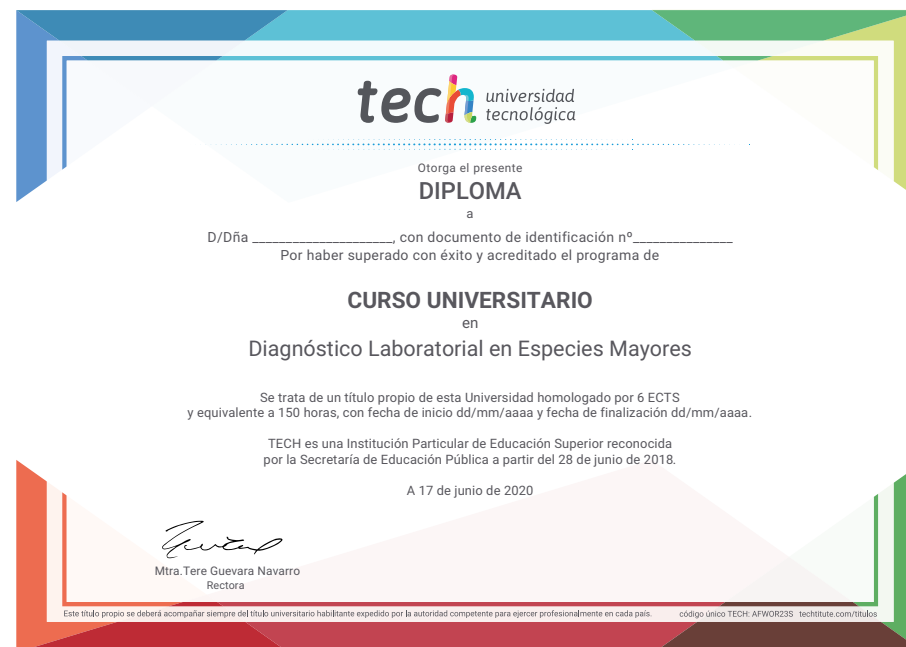 tech universidad
tecnológica
Otorga el presente
DIPLOMA
a
D/Dña _____________________, con documento de identificación nº_______________
Por haber superado con éxito y acreditado el programa de
CURSO UNIVERSITARIO
en
Diagnóstico Laboratorial en Especies Mayores
Se trata de un título propio de esta Universidad homologado por 6 ECTS
y equivalente a 150 horas, con fecha de inicio dd/mm/aaaa y fecha de finalización dd/mm/aaaa.
TECH es una Institución Particular de Educación Superior reconocida
por la Secretaría de Educación Pública a partir del 28 de junio de 2018.
A 17 de junio de 2020
Mtra.Tere Guevara Navarro
Rectora
Este título propio se deberá acompañar siempre del título universitario habilitante expedido por la autoridad competente para ejercer profesionalmente en cada país. código único TECH: AFWOR23S techtitute.com/titulos